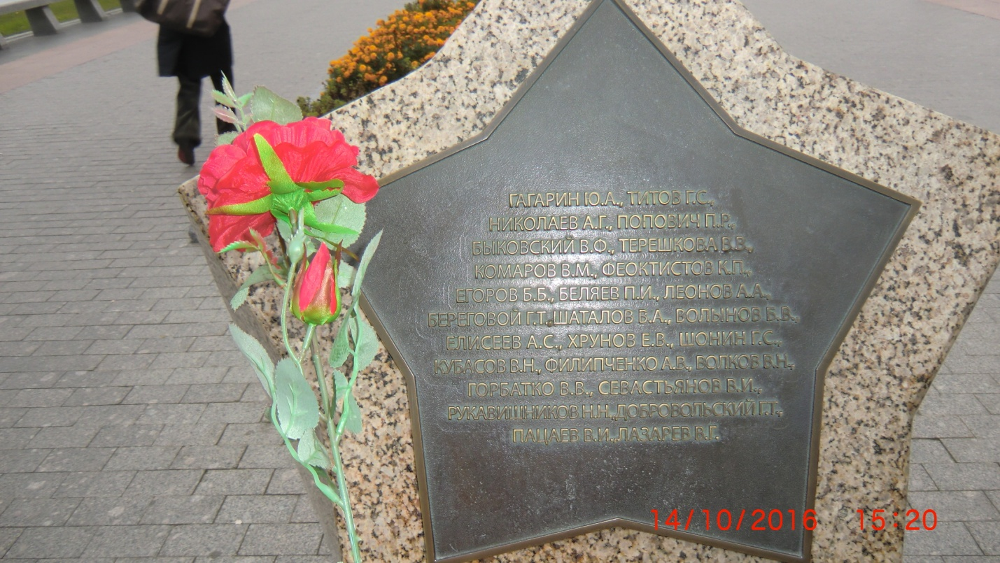 ГАГАРИН Ю.А., ТИТОВ Г.С.,
НИКОЛАЕВ А.Г., ПОПОВИЧ П.Р.,
БЫКОВСКИЙ В.Ф., ТЕРЕШКОВА В.В.,
КОМАРОВ В.М., ФЕОКТИСТОВ К.П.,
ЕГОРОВ Б.Б., БЕЛЯЕВ П.И., ЛЕОНОВ А.А.,
БЕРЕГОВОЙ Г.Т.,ШАТАЛОВ В.А., ВОЛЫНОВ Б.В.,
ЕЛИСЕЕВ А.С., ХРУНОВ Е.В., ШОНИН Г.С.,
КУБАСОВ В.Н., ФИЛИПЧЕНКО А.В., ВОЛКОВ В.Н.,
ГОРБАТКО В.В., СЕВАСТЬЯНОВ В.И.,
РУКАВИШНИКОВ Н.Н.,ДОБРОВОЛЬСКИЙ Г.Т.,
ПАЦАЕВ В.И.,ЛАЗАРЕВ В.Г.
14/10/2016 15:20